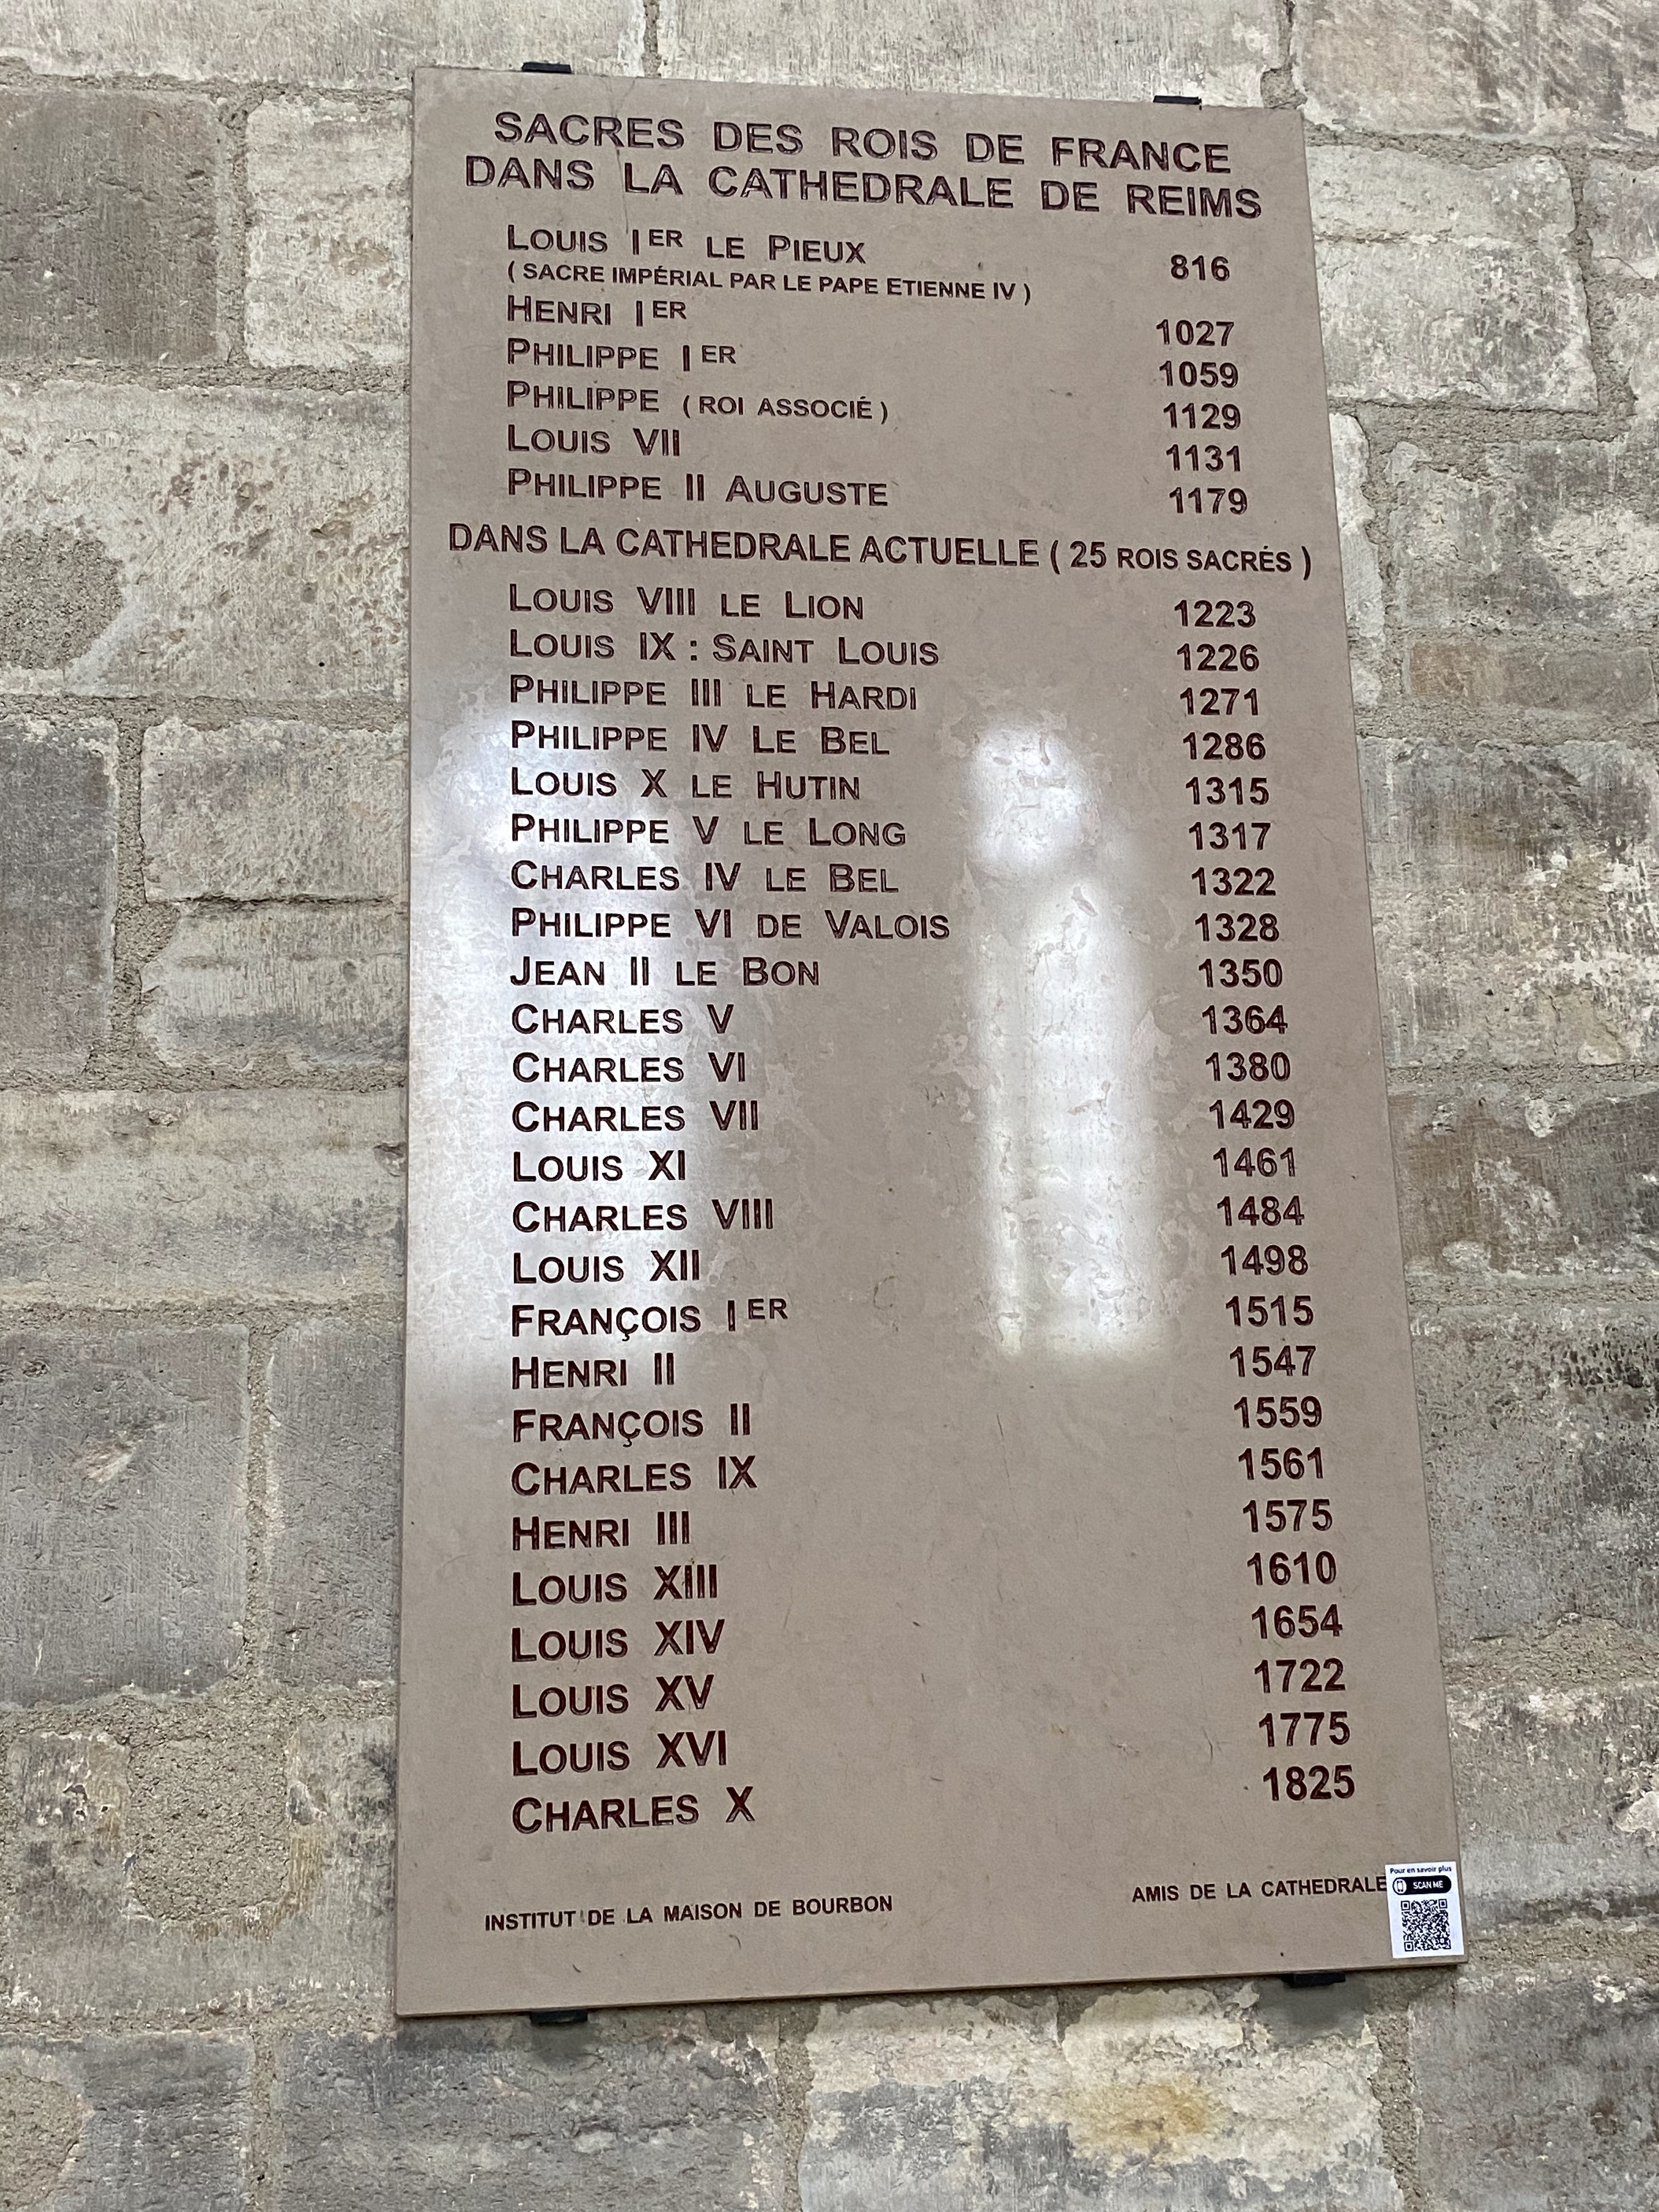 SACRES DES ROIS DE FRANCE
DANS LA CATHEDRALE DE REIMS
LOUIS IER LE PIEUX 816
( SACRE IMPÉRIAL PAR LE PAPE ETIENNE IV )
HENRI IER 1027
PHILIPPE IER 1059
PHILIPPE ( ROI ASSOCIÉ ) 1129
LOUIS VII 1131
PHILIPPE II AUGUSTE 1179
DANS LA CATHEDRALE ACTUELLE ( 25 ROIS SACRÉS )
LOUIS VIII LE LION 1223
LOUIS IX : SAINT LOUIS 1226
PHILIPPE III LE HARDI 1271
PHILIPPE IV LE BEL 1286
LOUIS X LE HUTIN 1315
PHILIPPE V LE LONG 1317
CHARLES IV LE BEL 1322
PHILIPPE VI DE VALOIS 1328
JEAN II LE BON 1350
CHARLES V 1364
CHARLES VI 1380
CHARLES VII 1429
LOUIS XI 1461
CHARLES VIII 1484
LOUIS XII 1498
FRANÇOIS IER 1515
HENRI II 1547
FRANÇOIS II 1559
CHARLES IX 1561
HENRI III 1575
LOUIS XIII 1610
LOUIS XIV 1654
LOUIS XV 1722
LOUIS XVI 1775
CHARLES X 1825
INSTITUT DE LA MAISON DE BOURBON AMIS DE LA CATHEDRALE
Pour en savoir plus
SCAN ME